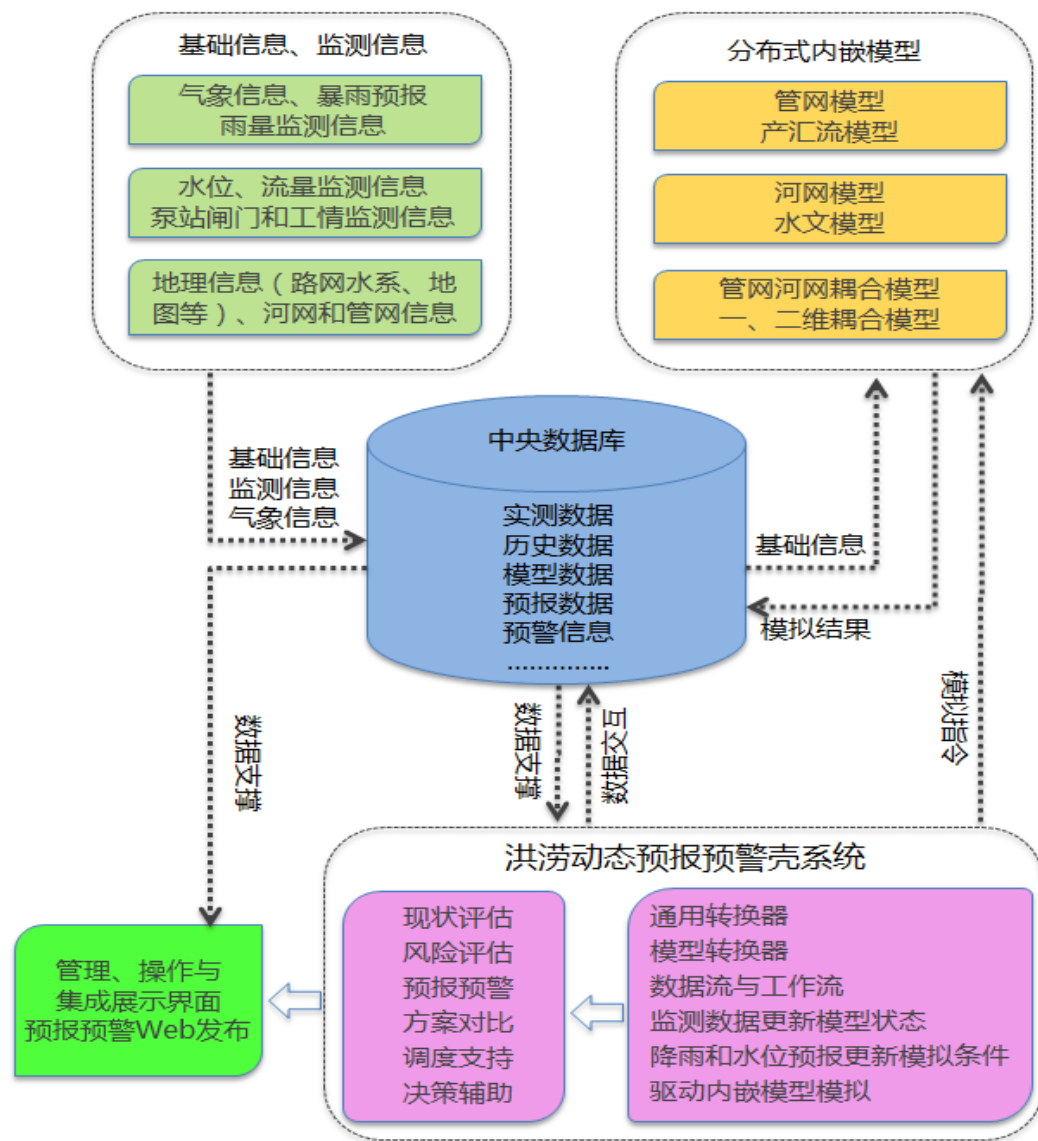 基础信息、监测信息
气象信息、暴雨预报
雨量监测信息
水位、流量监测信息
泵站闸门和工情监测信息
地理信息（路网水系、地
图等）、河网和管网信息
分布式内嵌模型
管网模型
产汇流模型
河网模型
水文模型
管网河网耦合模型
一、二维耦合模型
基础信息
监测信息
气象信息
中央数据库
实测数据
历史数据
模型数据
预报数据
预警信息
..............
基础信息
模拟结果
数据支撑
数据支撑
数据交互
模拟指令
洪涝动态预报预警壳系统
现状评估
风险评估
预报预警
方案对比
调度支持
决策辅助
通用转换器
模型转换器
数据流与工作流
监测数据更新模型状态
降雨和水位预报更新模拟条件
驱动内嵌模型模拟
管理、操作与
集成展示界面
预报预警Web发布